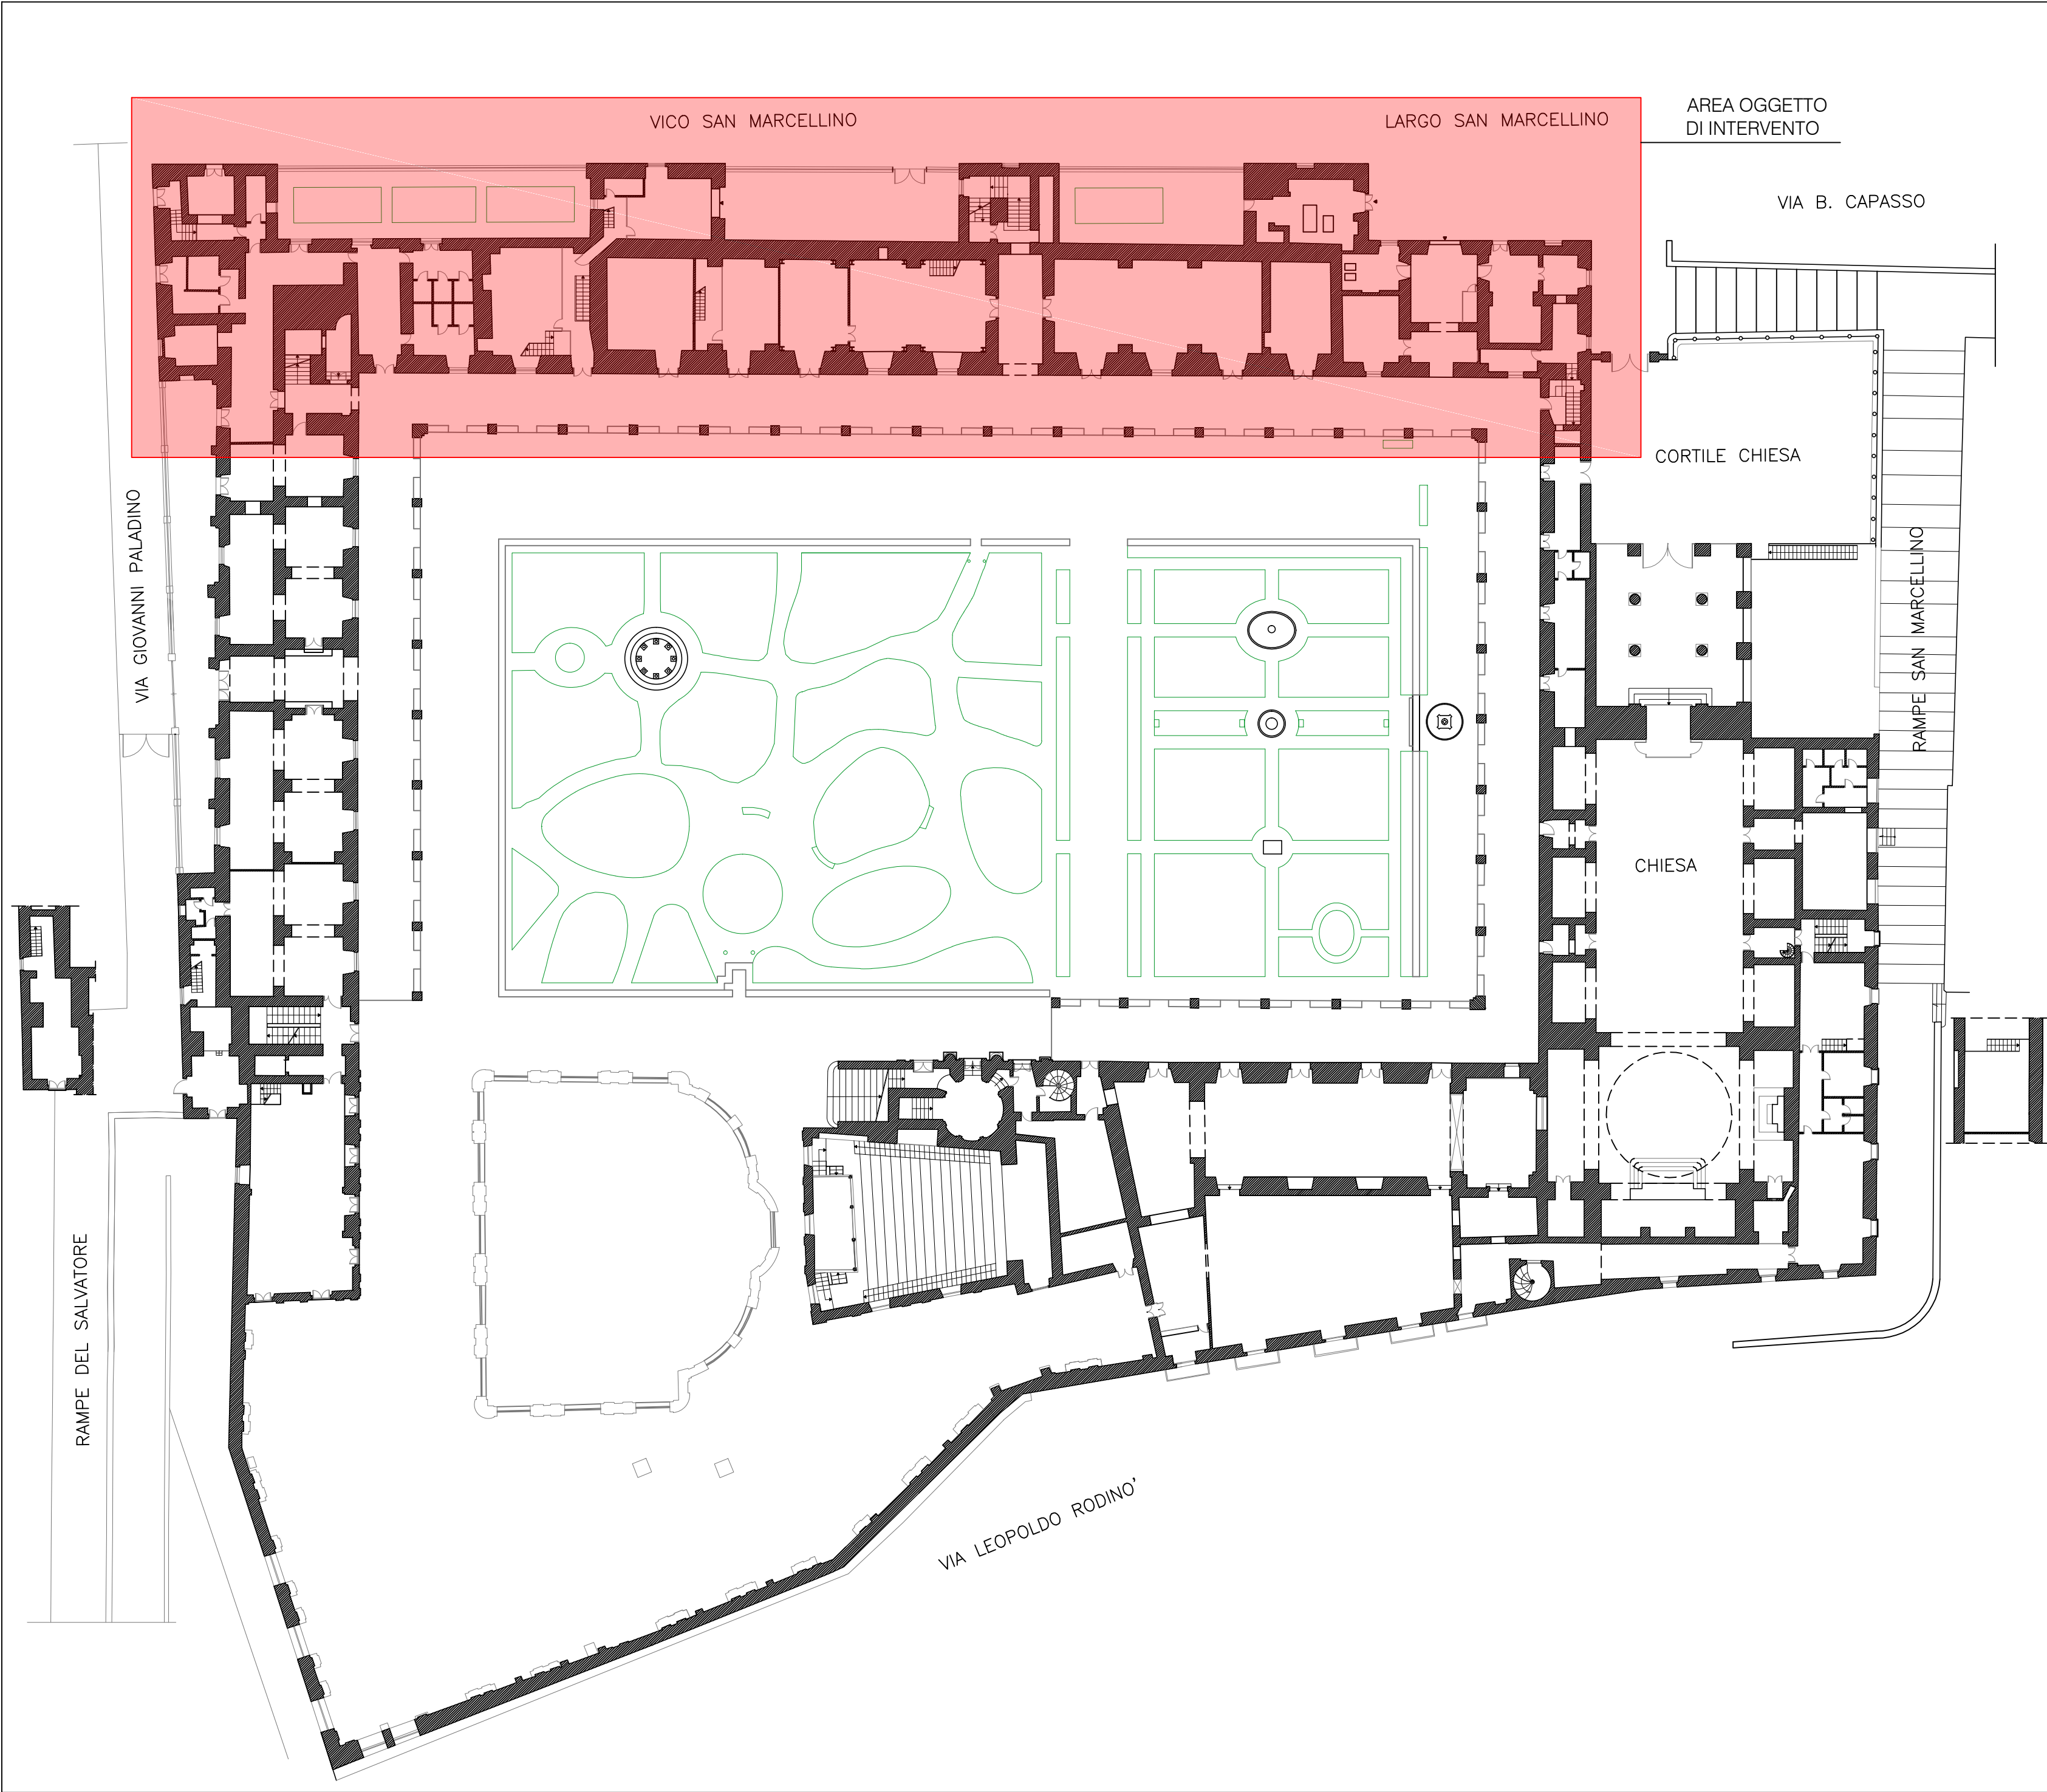 VICO SAN MARCELLINO
LARGO SAN MARCELLINO
AREA OGGETTO
DI INTERVENTO
VIA B. CAPASSO
CORTILE CHIESA
VIA GIOVANNI PALADINO
RAMPE SAN MARCELLINO
CHIESA
RAMPE DEL SALVATORE
VIA LEOPOLDO RODINO'